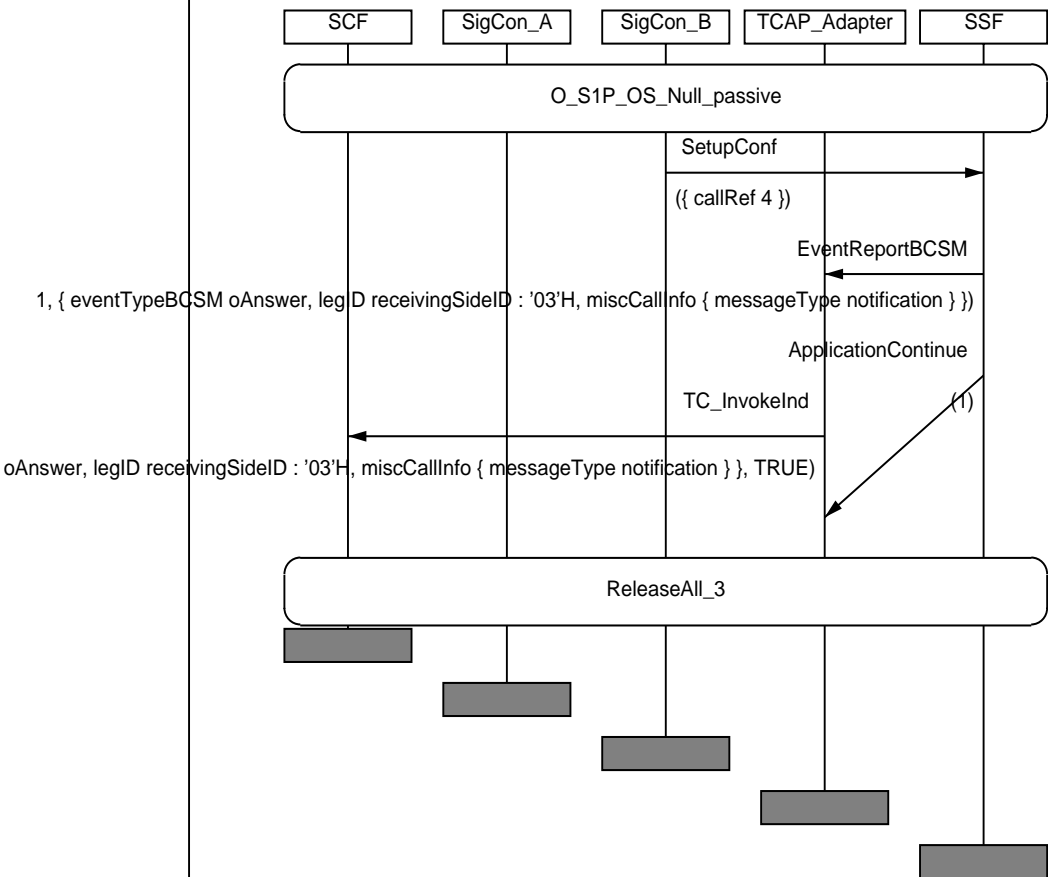 SCF SigCon_A SigCon_B TCAP_Adapter SSF
O_S1P_OS_Null_passive
SetupConf
({ callRef 4 })
EventReportBCSM
1, { eventTypeBCSM oAnswer, legID receivingSideID : '03'H, miscCallInfo { messageType notification } })
ApplicationContinue
TC_InvokeInd
(1)
oAnswer, legID receivingSideID : '03'H, miscCallInfo { messageType notification } }, TRUE)
ReleaseAll_3